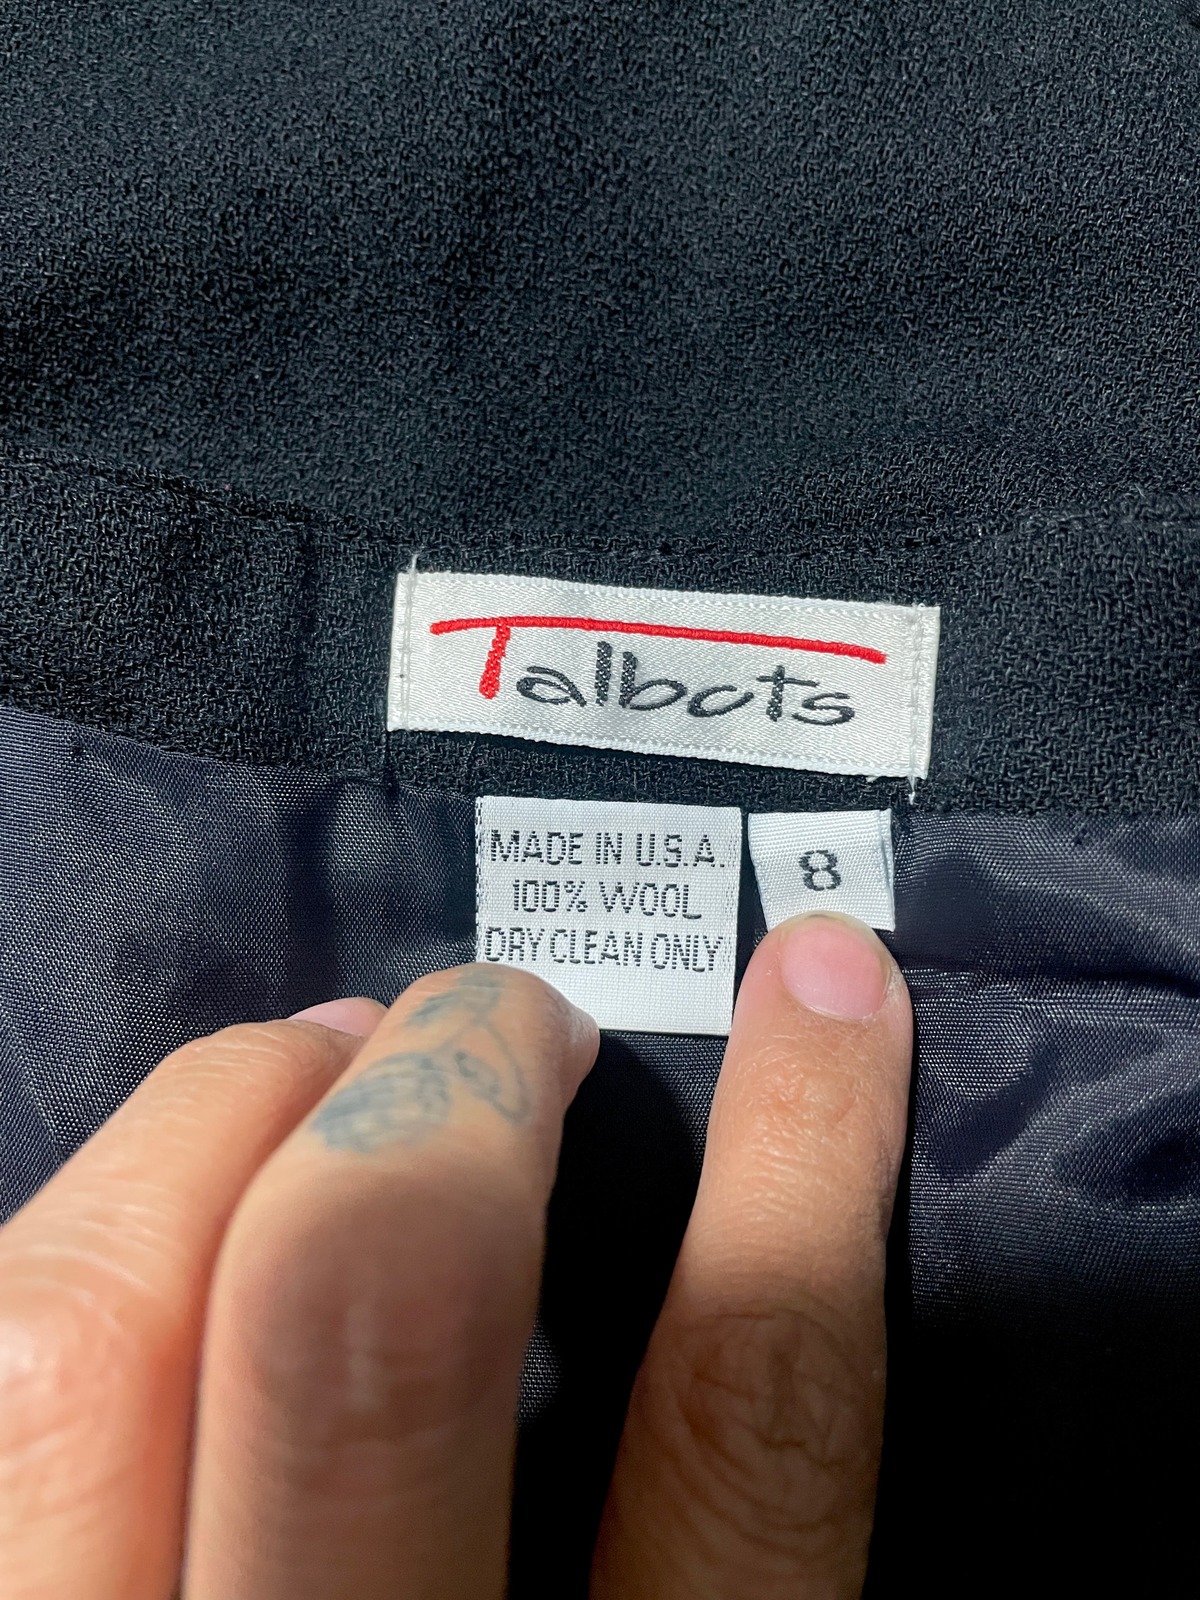 Talbots
MADE IN U.S.A.
100% WOOL
DRY CLEAN ONLY
8